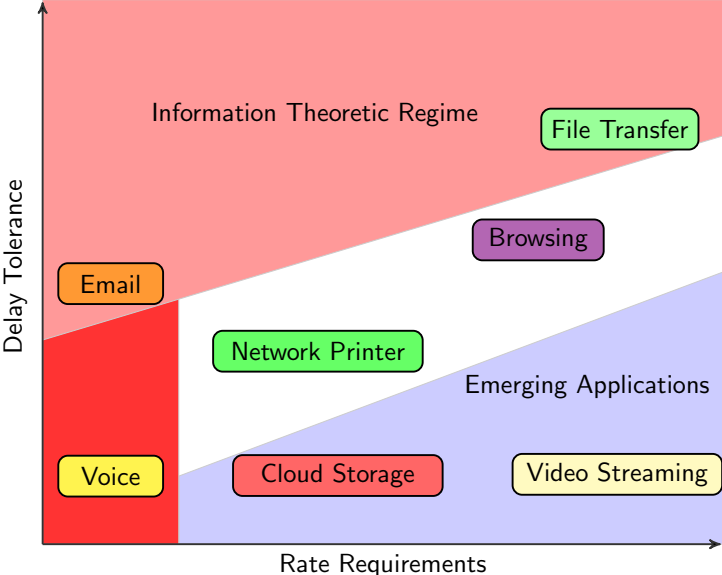 Information Theoretic Regime
File Transfer
Browsing
Email
Delay Tolerance
Network Printer
Emerging Applications
Voice
Cloud Storage
Video Streaming
Rate Requirements